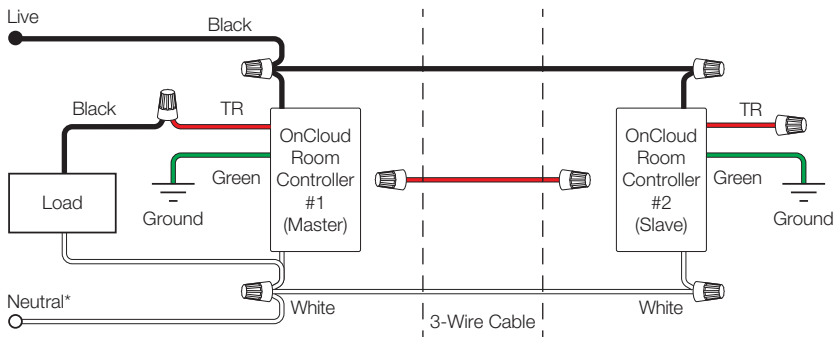 Live
Black
Black
TR
TR
OnCloud
Room
Controller
#1
(Master)
OnCloud
Room
Controller
#2
(Slave)
Green
Green
Load
Ground
Ground
Neutral*
White
White
3-Wire Cable